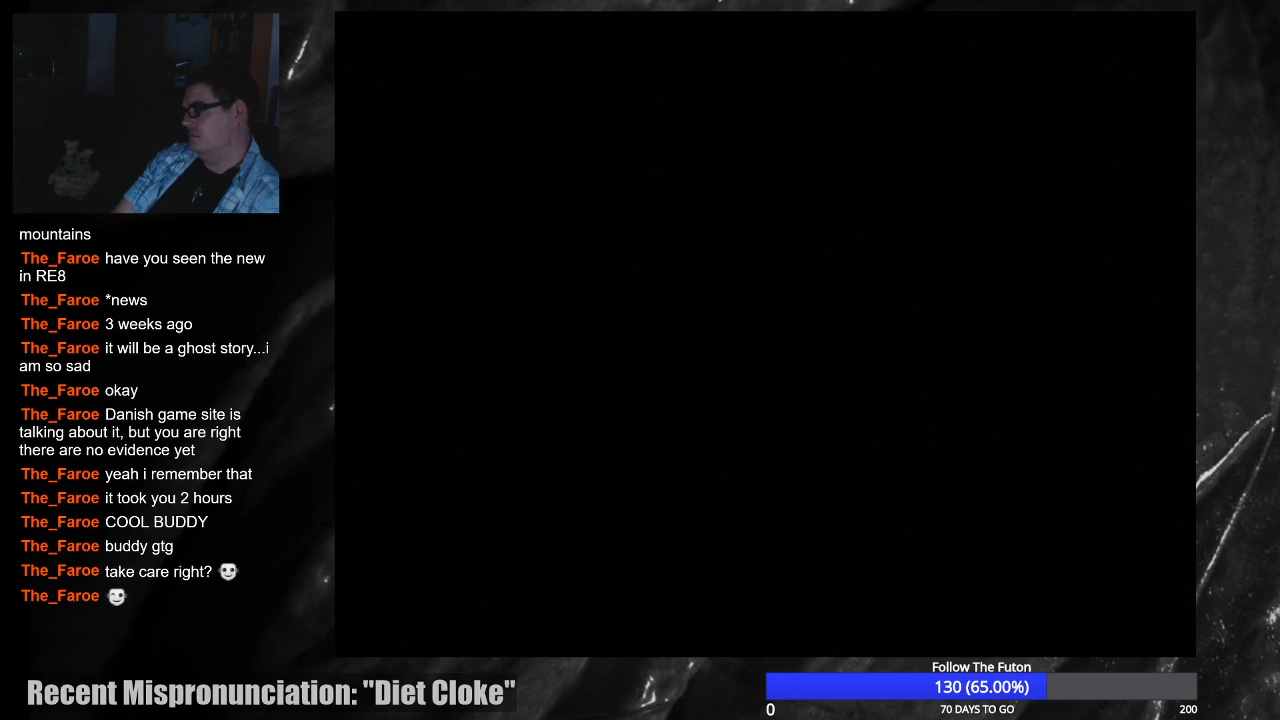 mountains
The_Faroe have you seen the new
in RE8
The_Faroe *news
The_Faroe 3 weeks ago
The_Faroe it will be a ghost story...i
am so sad
The_Faroe okay
The_Faroe Danish game site is
talking about it, but you are right
there are no evidence yet
The_Faroe yeah i remember that
The_Faroe it took you 2 hours
The_Faroe COOL BUDDY
The_Faroe buddy gtg
The_Faroe take care right?
The_Faroe
Recent Mispronunciation: "Diet Cloke"
Follow The Futon
130 (65.00%)
0 70 DAYS TO GO 200